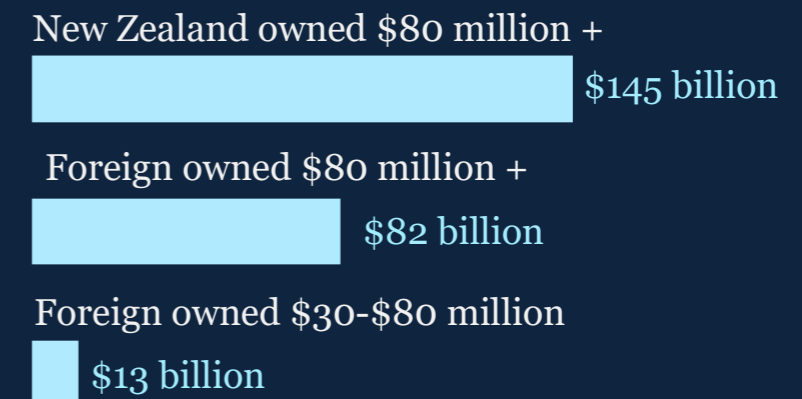 New Zealand owned $80 million +
$145 billion
Foreign owned $80 million +
$82 billion
Foreign owned $30-$80 million
$13 billion